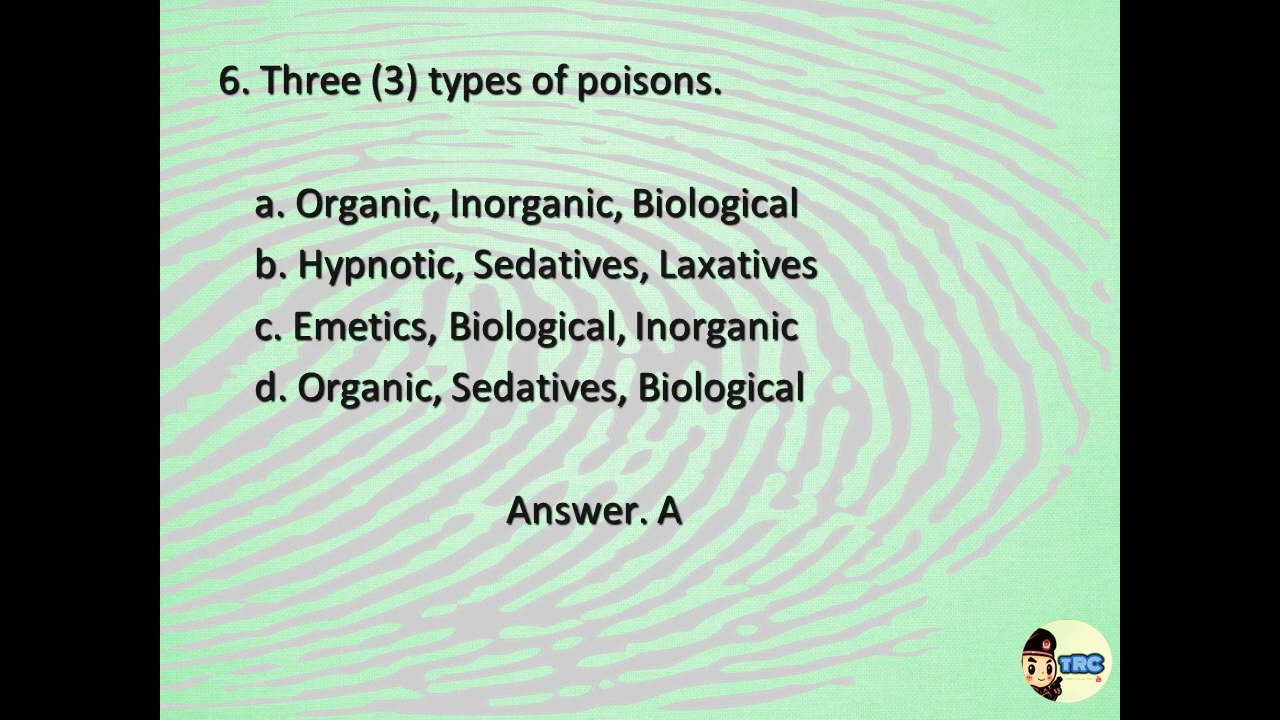 6. Three (3) types of poisons.
a. Organic, Inorganic, Biological
b. Hypnotic, Sedatives, Laxatives
c. Emetics, Biological, Inorganic
d. Organic, Sedatives, Biological
Answer. A
TRC